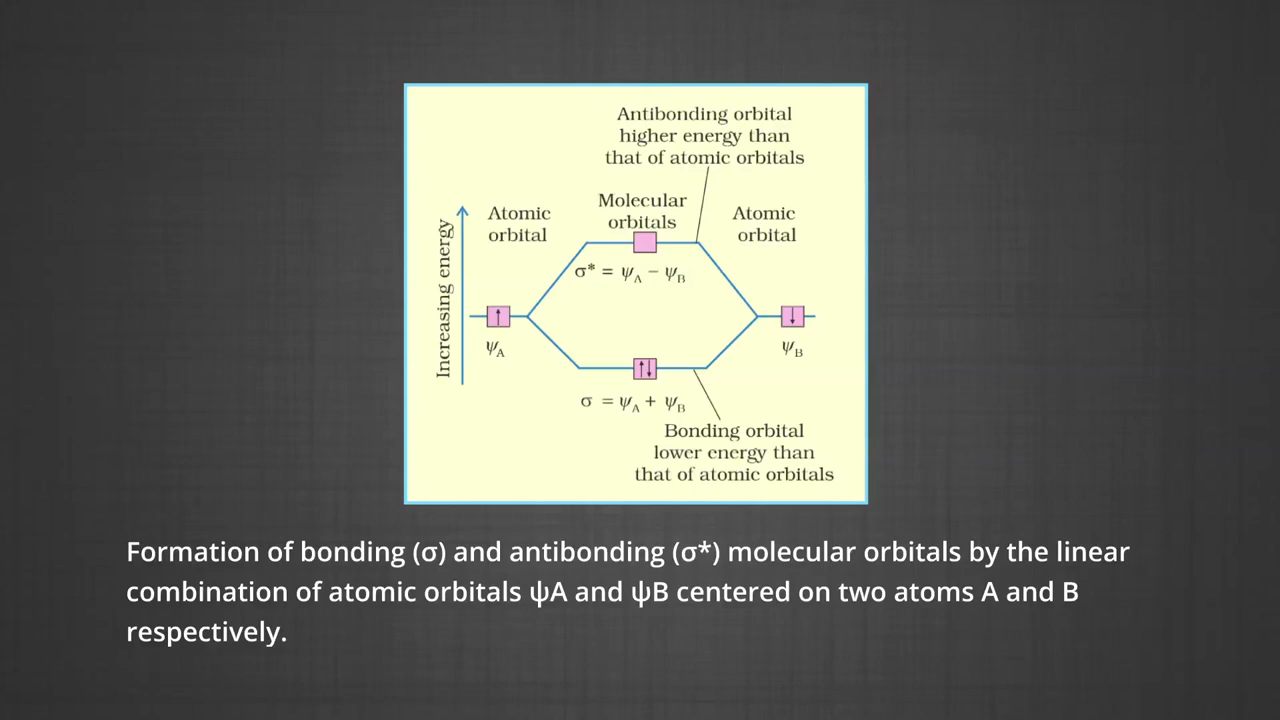 Antibonding orbital
higher energy than
that of atomic orbitals
Molecular
orbitals
Atomic
orbital
Atomic
orbital
Increasing energy
σ* = ψA − ψB
↑
↓
ψA
ψB
↑↓
σ = ψA + ψB
Bonding orbital
lower energy than
that of atomic orbitals
Formation of bonding (σ) and antibonding (σ*) molecular orbitals by the linear
combination of atomic orbitals ψA and ψB centered on two atoms A and B
respectively.